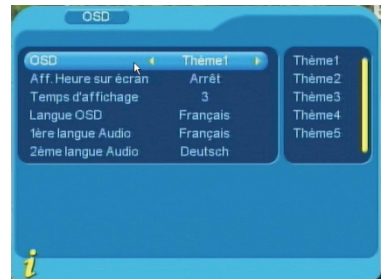 OSD
OSD Thème1
Aff. Heure sur écran Arrêt
Temps d'affichage 3
Langue OSD Français
1ère langue Audio Français
2ème langue Audio Deutsch
Thème1
Thème2
Thème3
Thème4
Thème5
i